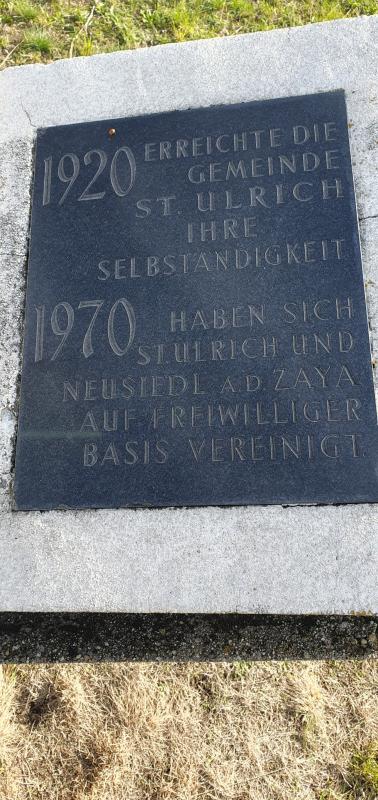 1920 ERREICHTE DIE
GEMEINDE
ST. ULRICH
IHRE
SELBSTANDIGKEIT
1970 HABEN SICH
ST.ULRICH UND
NEUSIEDL A.D.ZAYA
AUF FREIWILLIGER
BASIS VEREINIGT.